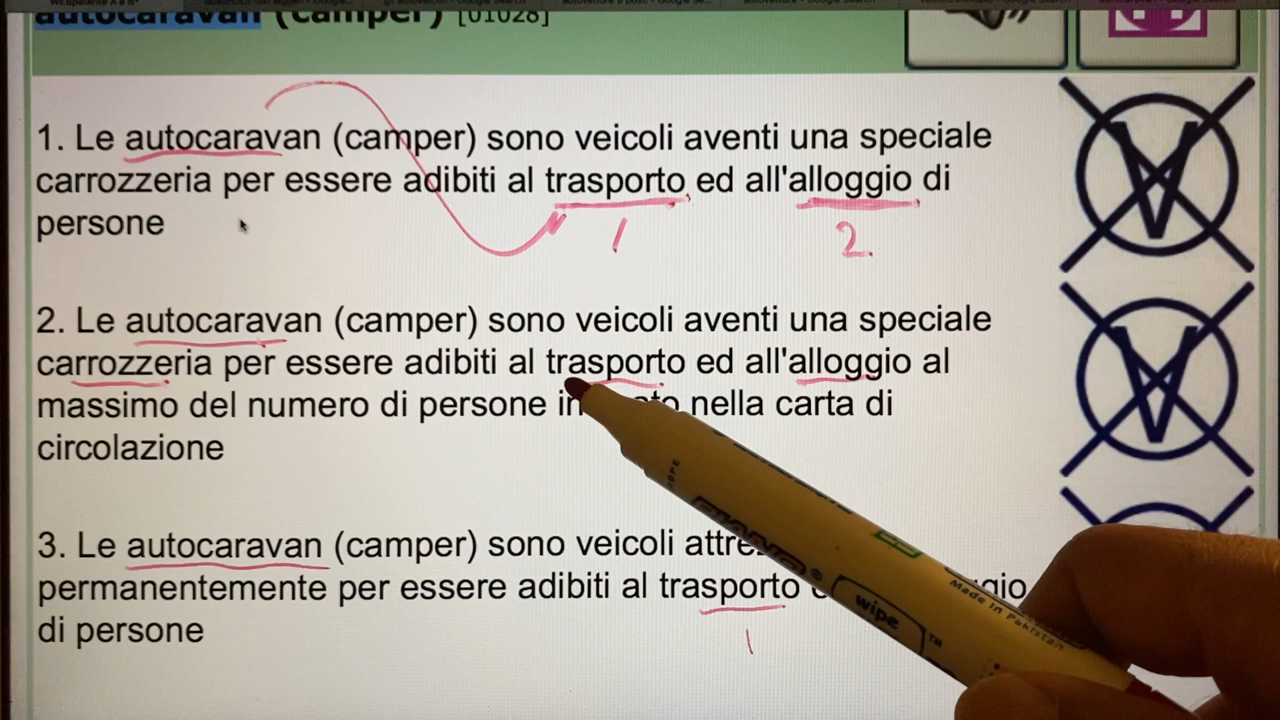 autocaravan (camper) [01028]
1. Le autocaravan (camper) sono veicoli aventi una speciale
carrozzeria per essere adibiti al trasporto ed all'alloggio di
persone
1
2.
V
2. Le autocaravan (camper) sono veicoli aventi una speciale
carrozzeria per essere adibiti al trasporto ed all'alloggio al
massimo del numero di persone nella carta di
circolazione
V
3. Le autocaravan (camper) sono veicoli
permanentemente per essere adibiti al trasporto
di persone
1
wipe
Made in Pakistan